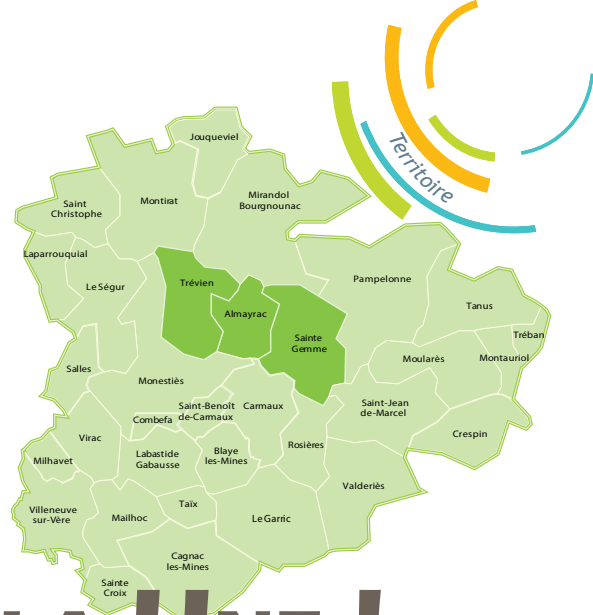 Territoire
Jouqueviel
Mirandol
Bourgnounac
Montirat
Saint
Christophe
Laparrouquial
Le Ségur
Trévien
Almayrac
Sainte
Gemme
Pampelonne
Tanus
Tréban
Montauriol
Moularès
Salles
Monestiès
Saint-Benoît
de-Carmaux
Carmaux
Combefa
Saint-Jean
de-Marcel
Crespin
Virac
Milhavet
Labastide
Gabausse
Blaye
les-Mines
Rosières
Valderiès
Villeneuve
sur-Vère
Mailhoc
Taïx
Le Garric
Cagnac
les-Mines
Sainte
Croix